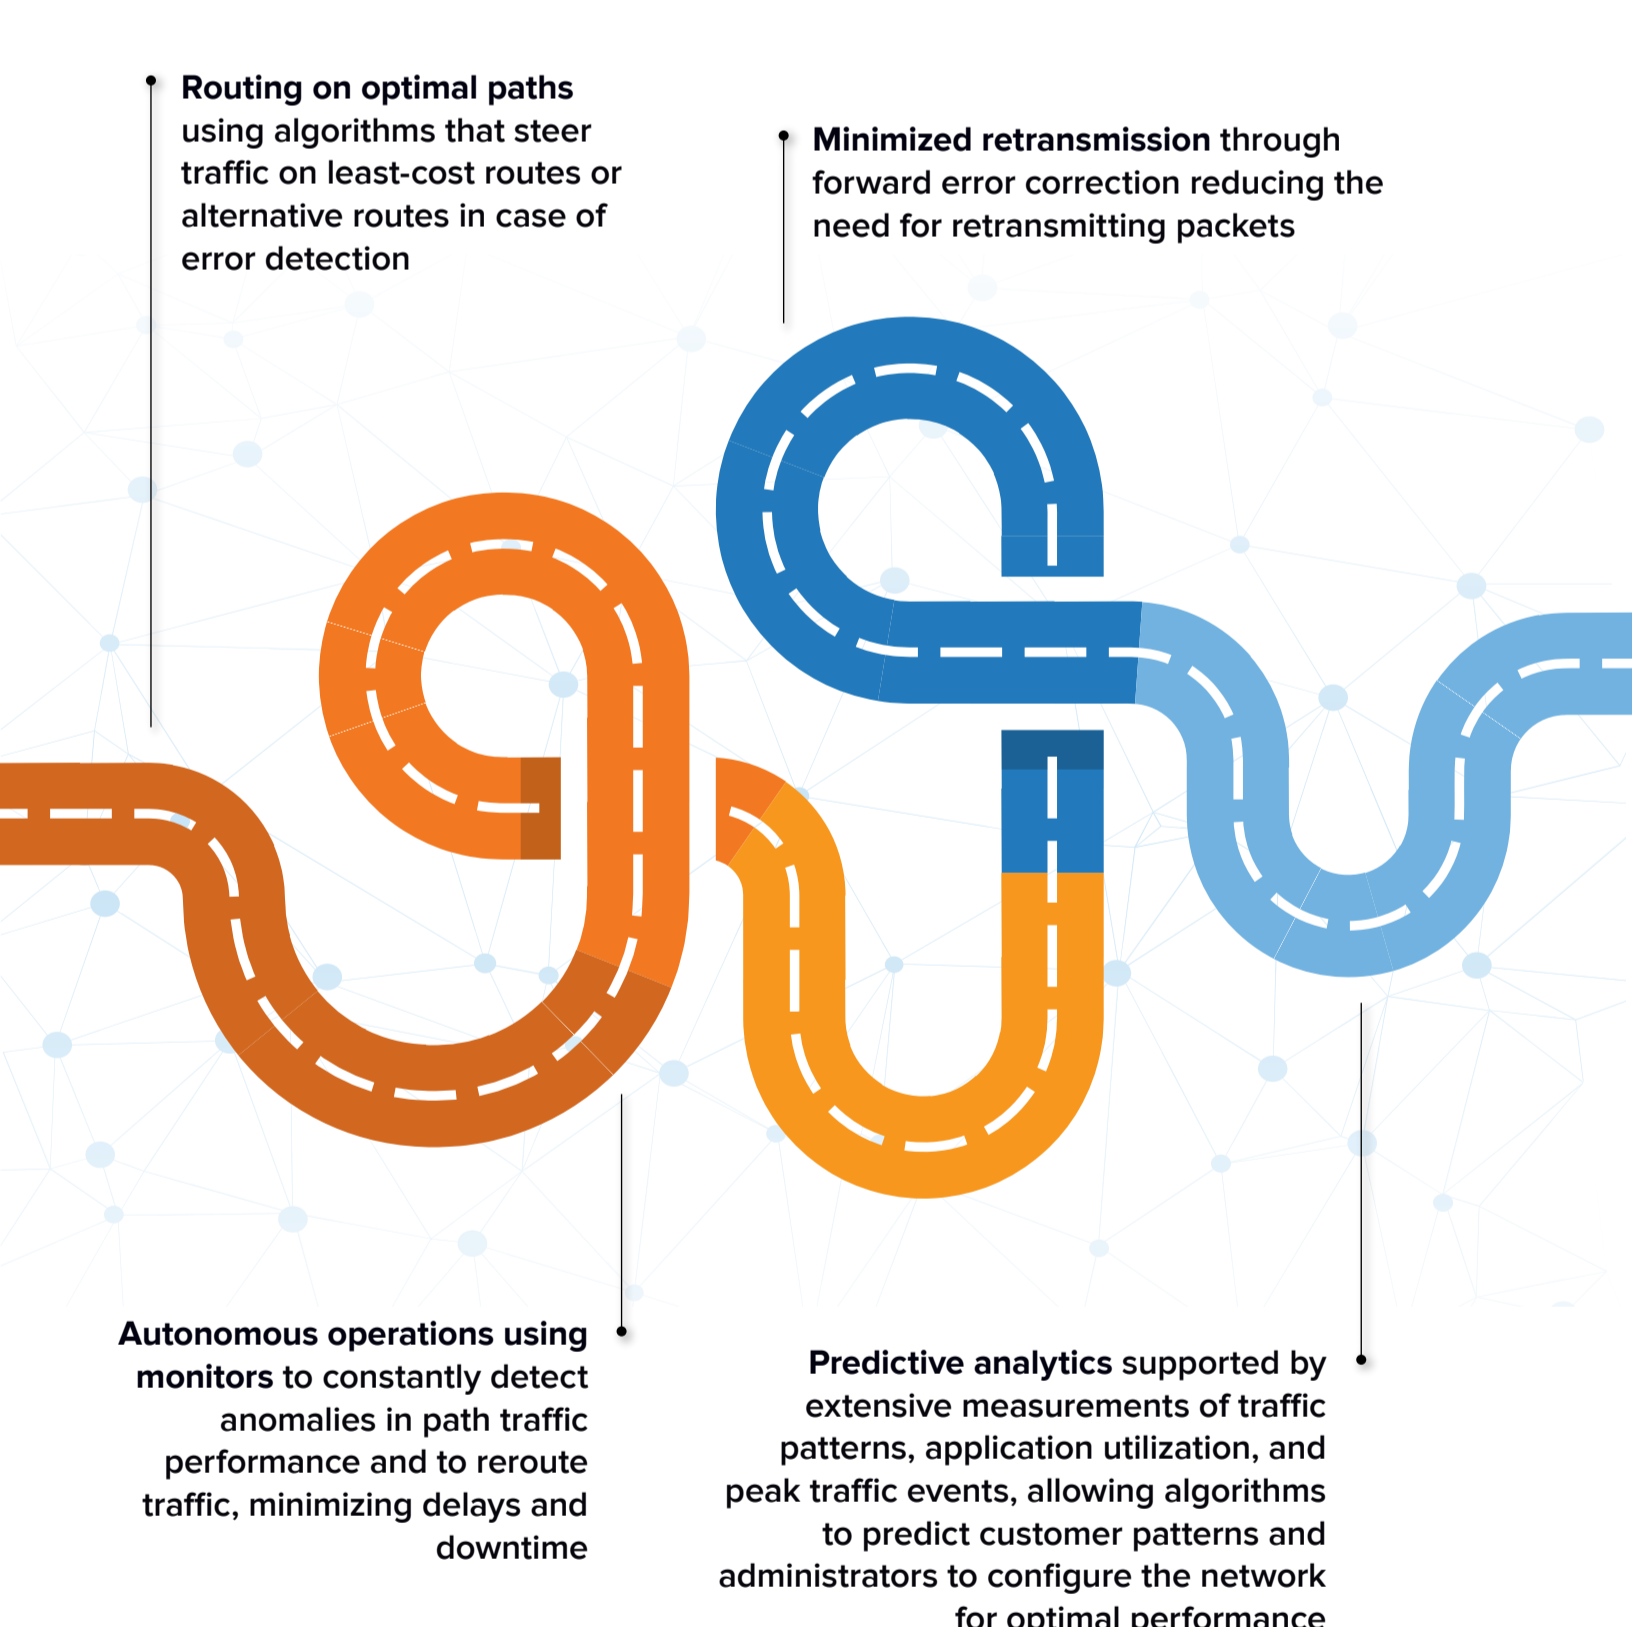 Routing on optimal paths
using algorithms that steer
traffic on least-cost routes or
alternative routes in case of
error detection
Minimized retransmission through
forward error correction reducing the
need for retransmitting packets
Autonomous operations using
monitors to constantly detect
anomalies in path traffic
performance and to reroute
traffic, minimizing delays and
downtime
Predictive analytics supported by
extensive measurements of traffic
patterns, application utilization, and
peak traffic events, allowing algorithms
to predict customer patterns and
administrators to configure the network
for optimal performance